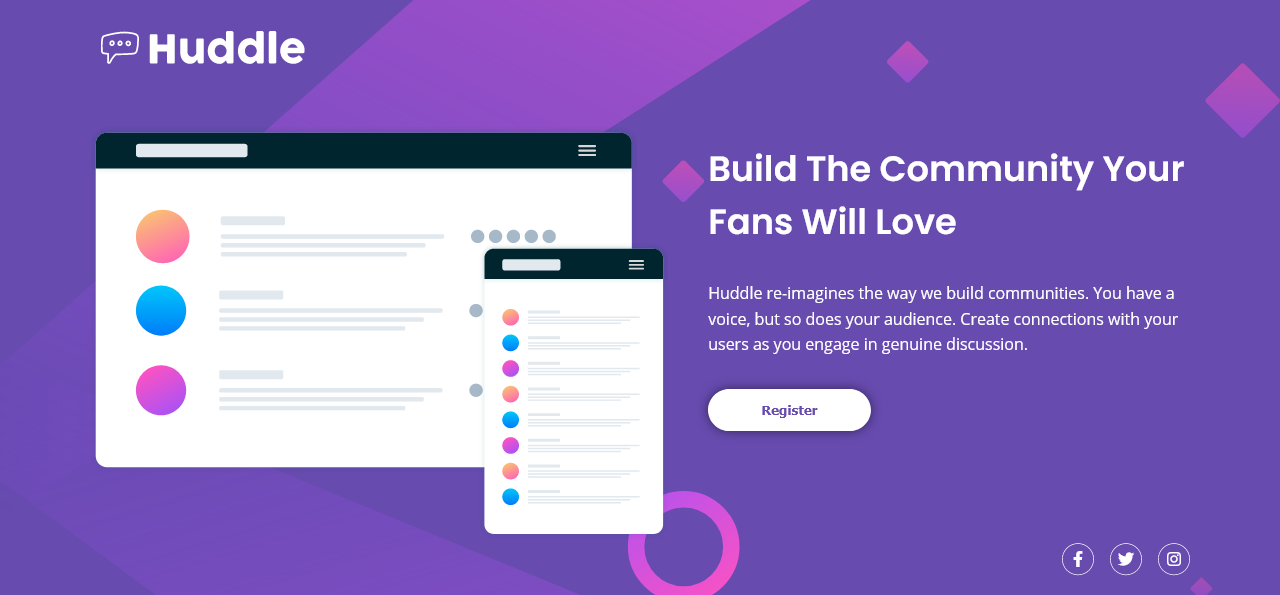 Huddle
Build The Community Your
Fans Will Love
Huddle re-imagines the way we build communities. You have a
voice, but so does your audience. Create connections with your
users as you engage in genuine discussion.
Register